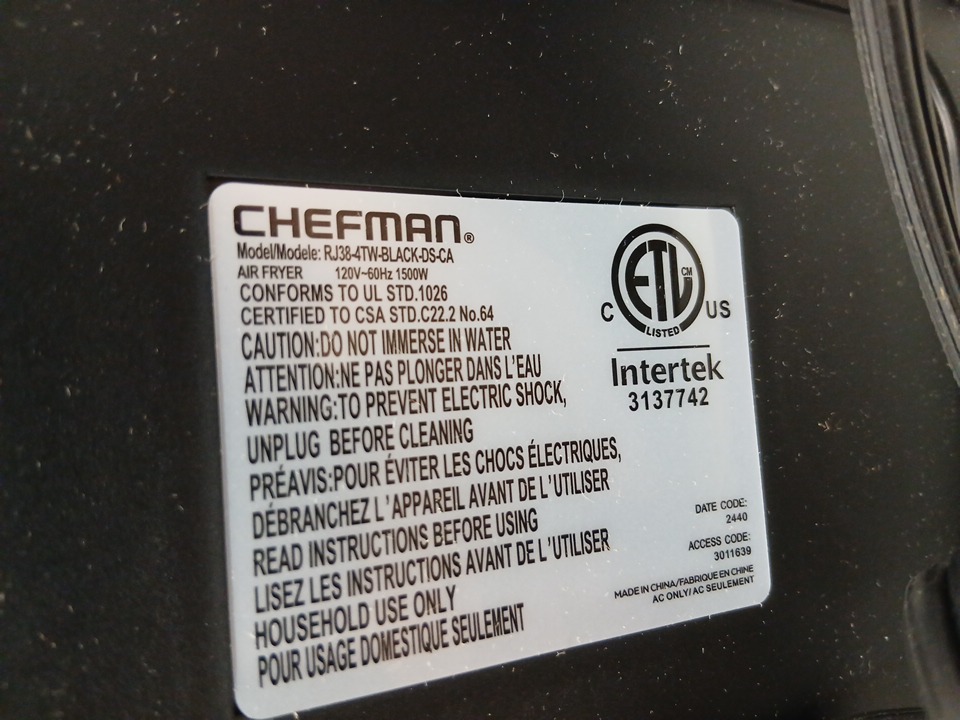 CHEFMAN®
Model/Modele: RJ38-4TW-BLACK-DS-CA
AIR FRYER 120V~60Hz 1500W
CONFORMS TO UL STD.1026
CERTIFIED TO CSA STD.C22.2 No.64
CAUTION:DO NOT IMMERSE IN WATER
ATTENTION:NE PAS PLONGER DANS L'EAU
WARNING:TO PREVENT ELECTRIC SHOCK,
UNPLUG BEFORE CLEANING
PRÉAVIS:POUR ÉVITER LES CHOCS ÉLECTRIQUES,
DÉBRANCHEZ L'APPAREIL AVANT DE L'UTILISER
READ INSTRUCTIONS BEFORE USING
LISEZ LES INSTRUCTIONS AVANT DE L'UTILISER
HOUSEHOLD USE ONLY
POUR USAGE DOMESTIQUE SEULEMENT
ETL CM
C US
LISTED
Intertek
3137742
DATE CODE:
2440
ACCESS CODE:
3011639
MADE IN CHINA/FABRIQUE EN CHINE
AC ONLY/AC SEULEMENT